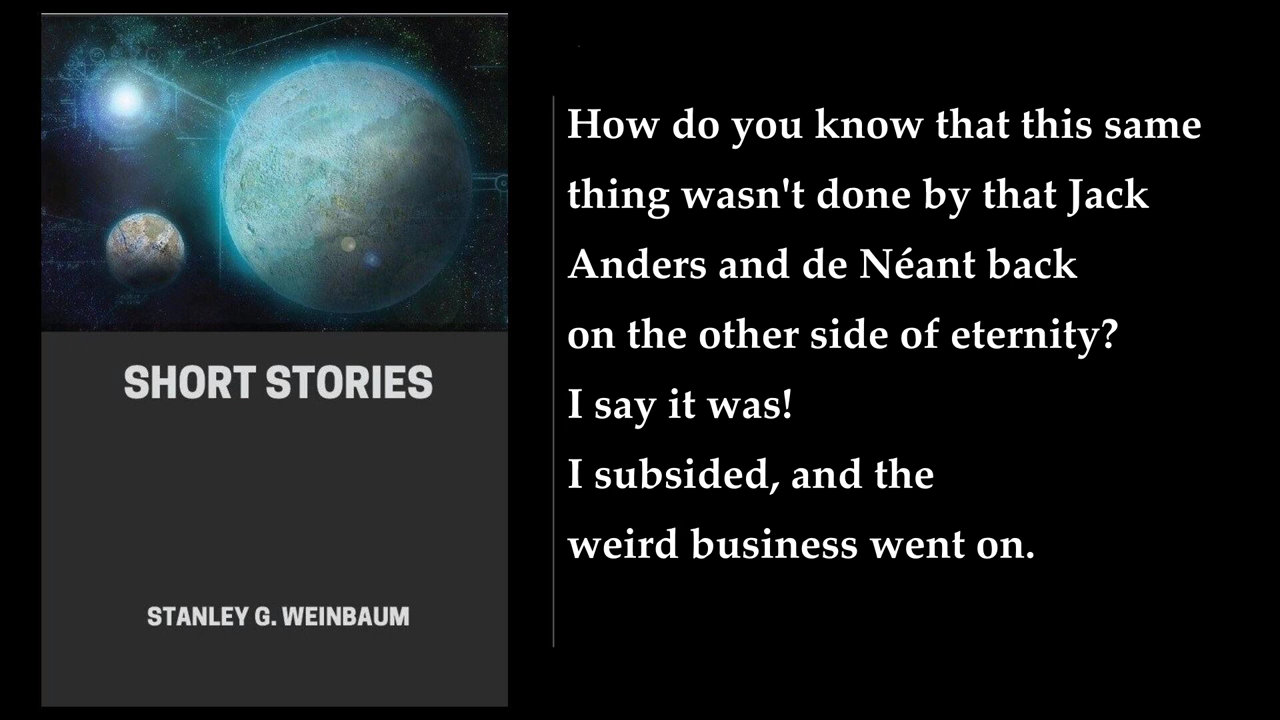 SHORT STORIES
STANLEY G. WEINBAUM
How do you know that this same
thing wasn't done by that Jack
Anders and de Néant back
on the other side of eternity?
I say it was!
I subsided, and the
weird business went on.